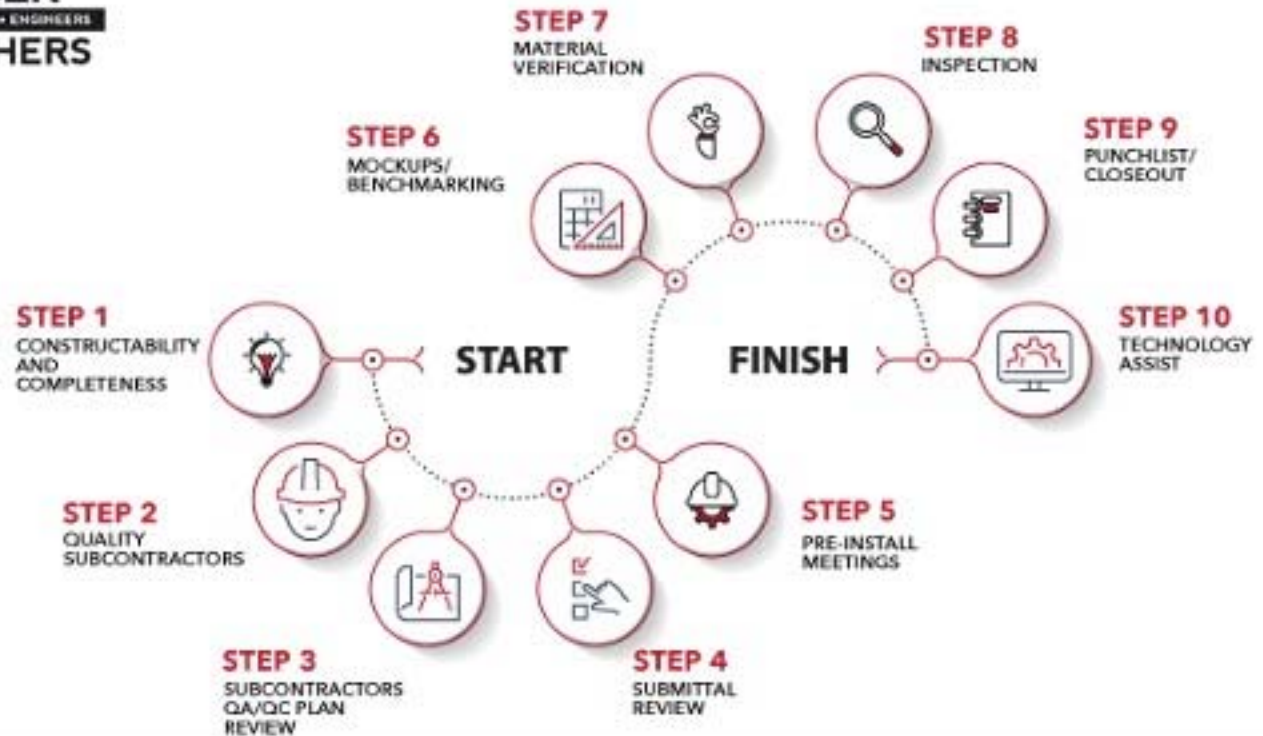 ENGINEERS
HERS
STEP 7
MATERIAL
VERIFICATION
STEP 8
INSPECTION
STEP 6
MOCKUPS/
BENCHMARKING
STEP 9
PUNCHLIST/
CLOSEOUT
STEP 1
CONSTRUCTABILITY
AND
COMPLETENESS
START
FINISH
STEP 10
TECHNOLOGY
ASSIST
STEP 2
QUALITY
SUBCONTRACTORS
STEP 5
PRE-INSTALL
MEETINGS
STEP 3
SUBCONTRACTORS
QA/QC PLAN
REVIEW
STEP 4
SUBMITTAL
REVIEW